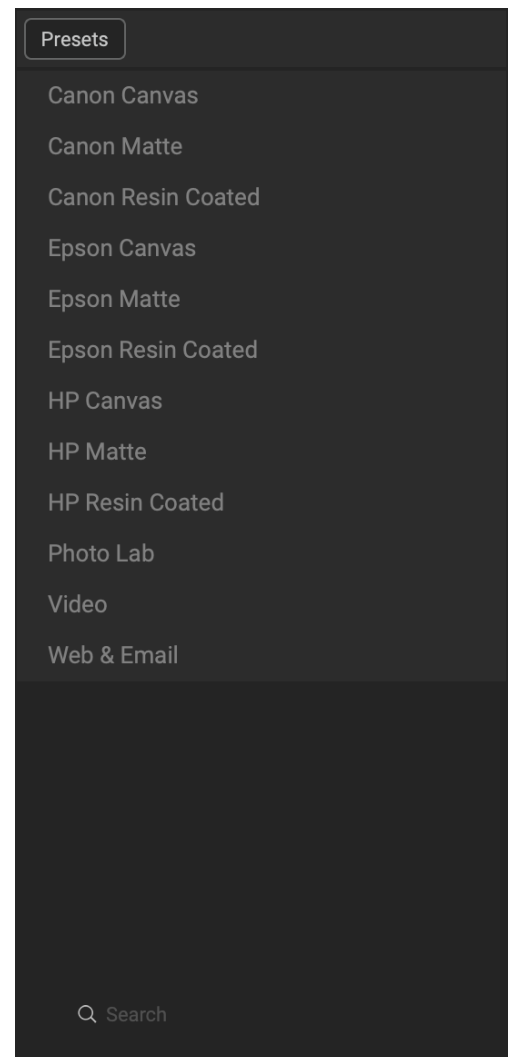 Presets
Canon Canvas
Canon Matte
Canon Resin Coated
Epson Canvas
Epson Matte
Epson Resin Coated
HP Canvas
HP Matte
HP Resin Coated
Photo Lab
Video
Web & Email
Search